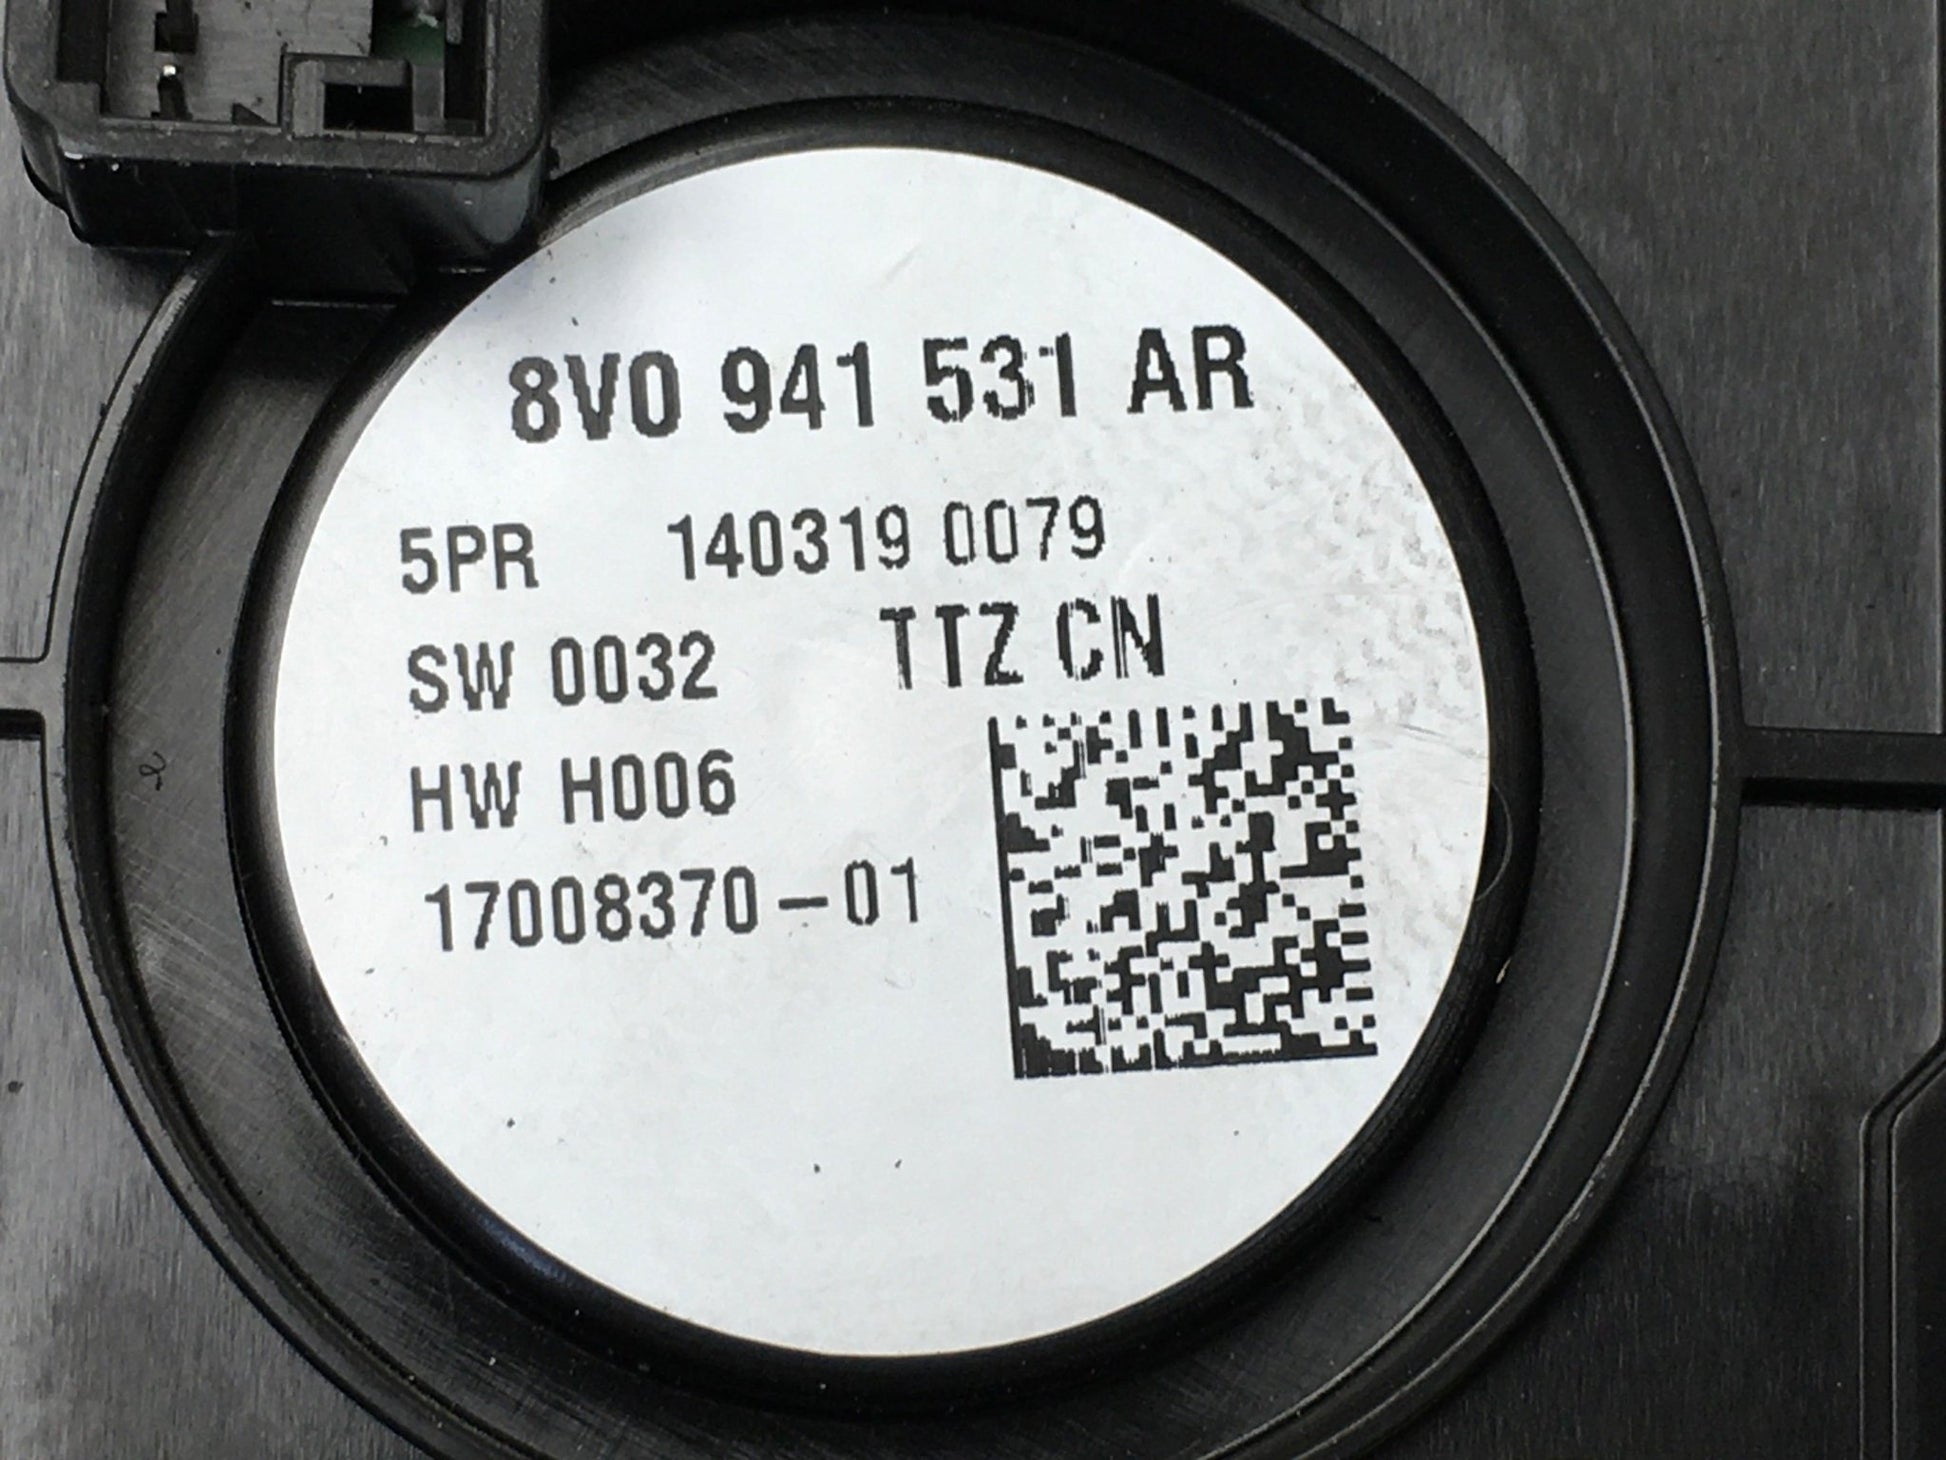 8V0 941 531 AR
5PR 140319 0079
SW 0032 TTZ CN
HW H006
17008370-01